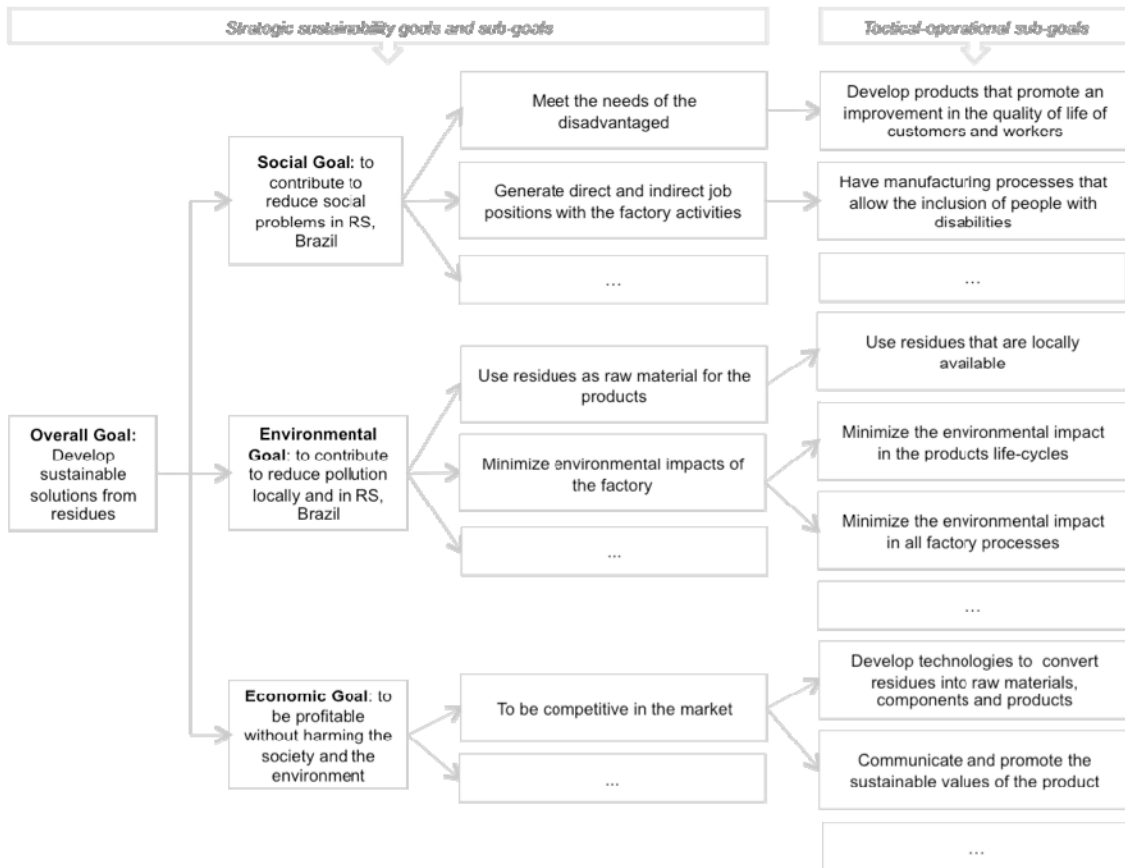 Strategic sustainability goals and sub-goals
Tactical-operational sub-goals
Overall Goal:
Develop
sustainable
solutions from
residues
Social Goal: to
contribute to
reduce social
problems in RS,
Brazil
Meet the needs of the
disadvantaged
Develop products that promote an
improvement in the quality of life of
customers and workers
Generate direct and indirect job
positions with the factory activities
Have manufacturing processes that
allow the inclusion of people with
disabilities
...
...
Environmental
Goal: to contribute
to reduce pollution
locally and in RS,
Brazil
Use residues as raw material for the
products
Use residues that are locally
available
Minimize environmental impacts of
the factory
Minimize the environmental impact
in the products life-cycles
Minimize the environmental impact
in all factory processes
...
...
Economic Goal: to
be profitable
without harming the
society and the
environment
To be competitive in the market
Develop technologies to convert
residues into raw materials,
components and products
Communicate and promote the
sustainable values of the product
...
...